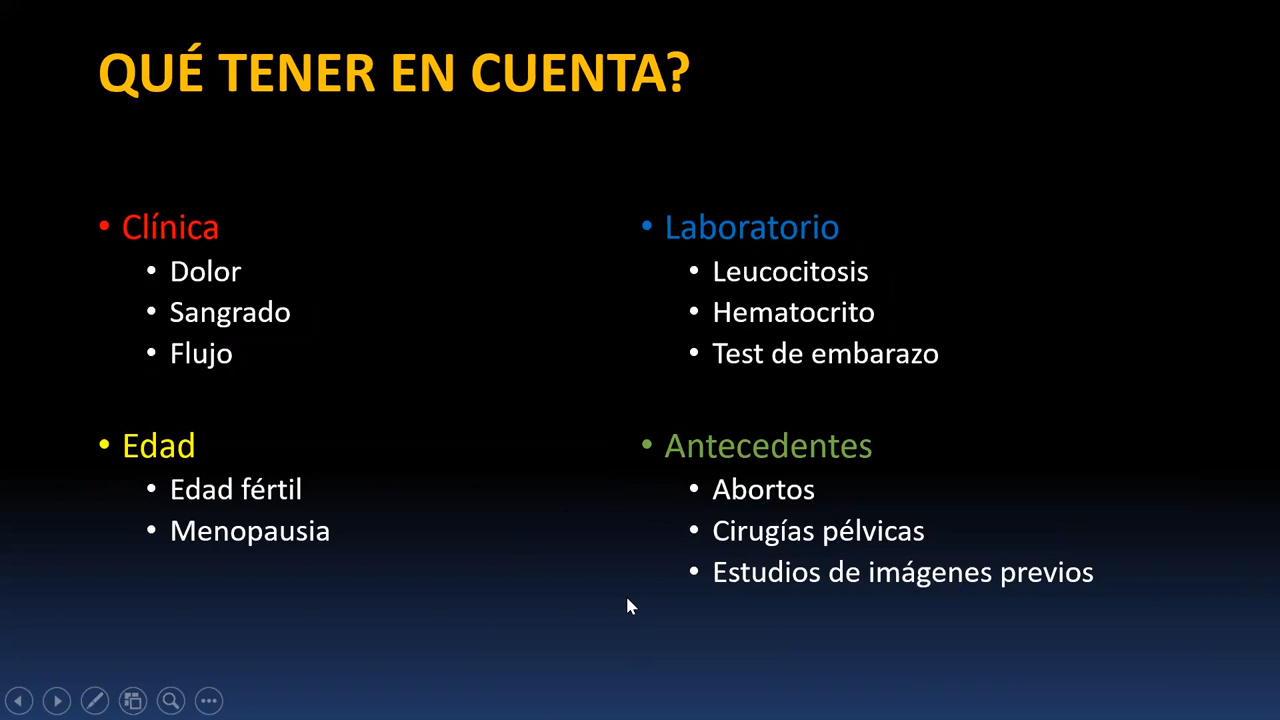 QUÉ TENER EN CUENTA?
• Clínica
• Dolor
• Sangrado
• Flujo
• Edad
• Edad fértil
• Menopausia
• Laboratorio
• Leucocitosis
• Hematocrito
• Test de embarazo
• Antecedentes
• Abortos
• Cirugías pélvicas
• Estudios de imágenes previos